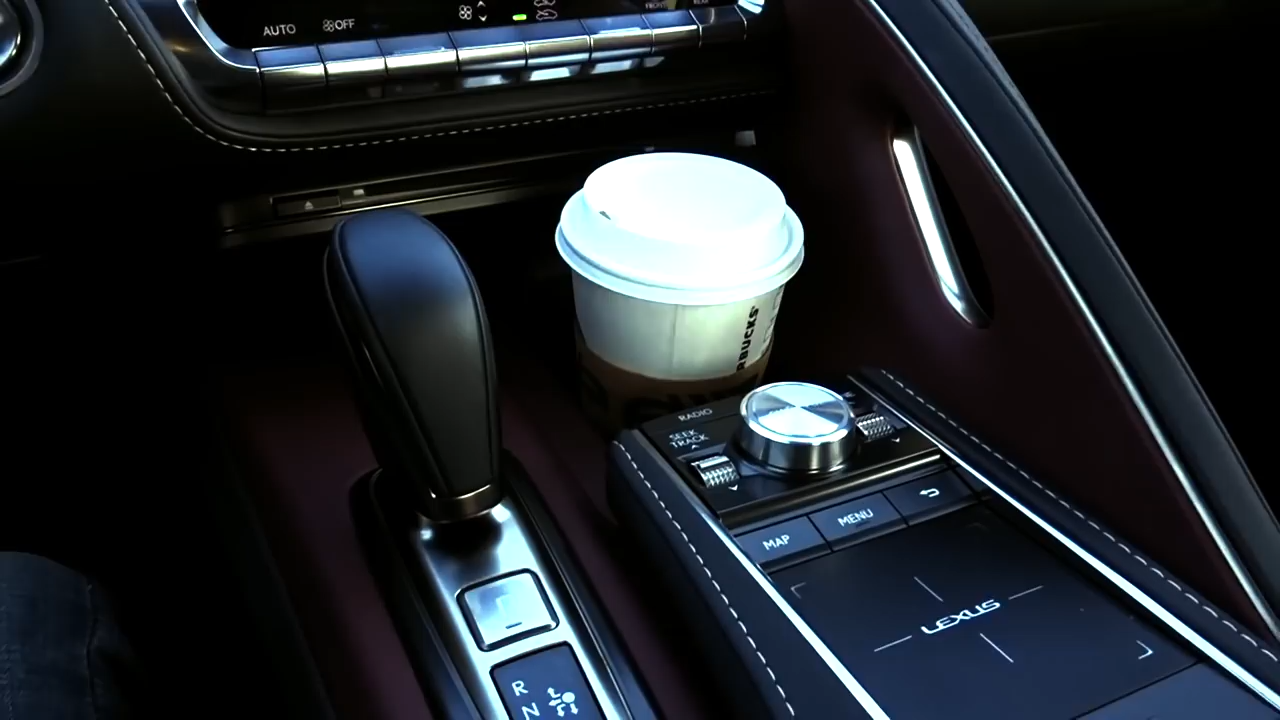 AUTO
OFF
RBUCKS
RADIO
SEEK
TRACK
MAP
MENU
LEXUS
R
N